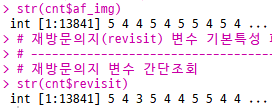 > str(cnt$af_img)
int [1:13841] 5 4 4 5 4 5 5 4 5 4 ...
> # 재방문의지(revisit) 변수 기본특성
> # --------------------------------
> # 재방문의지 변수 간단조회
> str(cnt$revisit)
int [1:13841] 5 4 3 5 4 4 5 5 4 4 ...